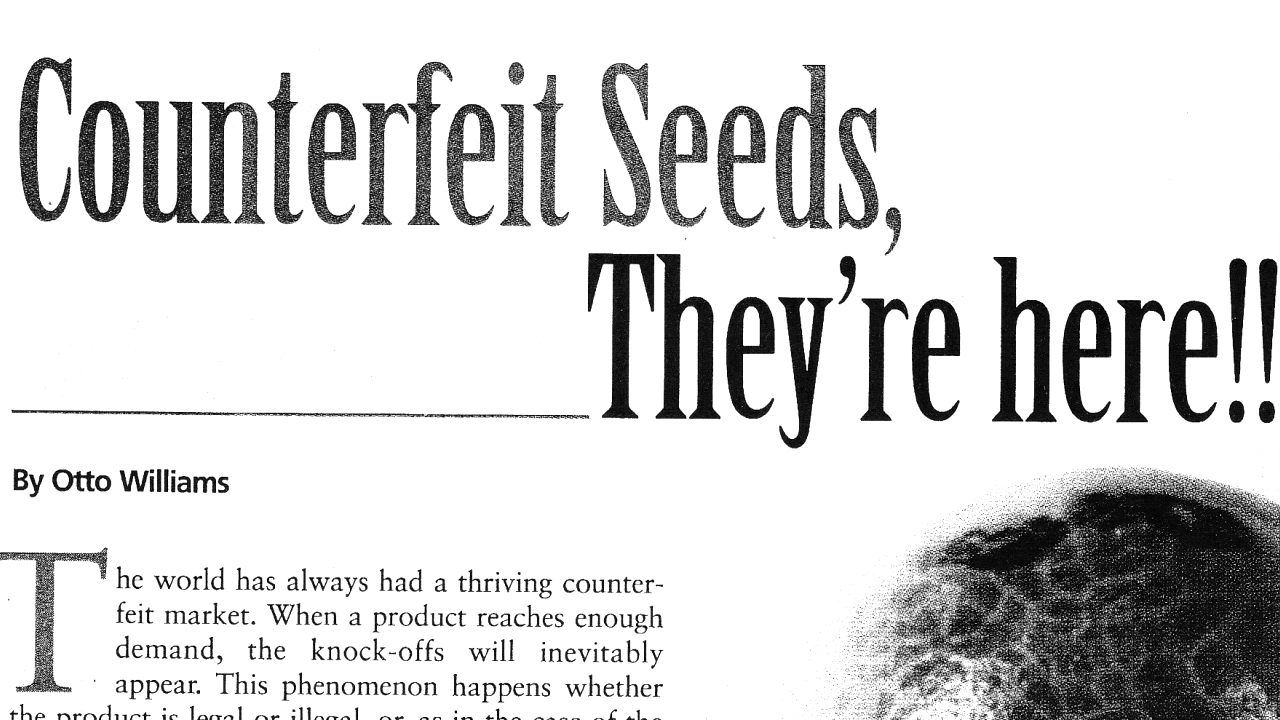 Counterfeit Seeds,
They're here!!
By Otto Williams
The world has always had a thriving counter-
feit market. When a product reaches enough
demand, the knock-offs will inevitably
appear. This phenomenon happens whether
the product is legal or illegal, or, as in the case of the